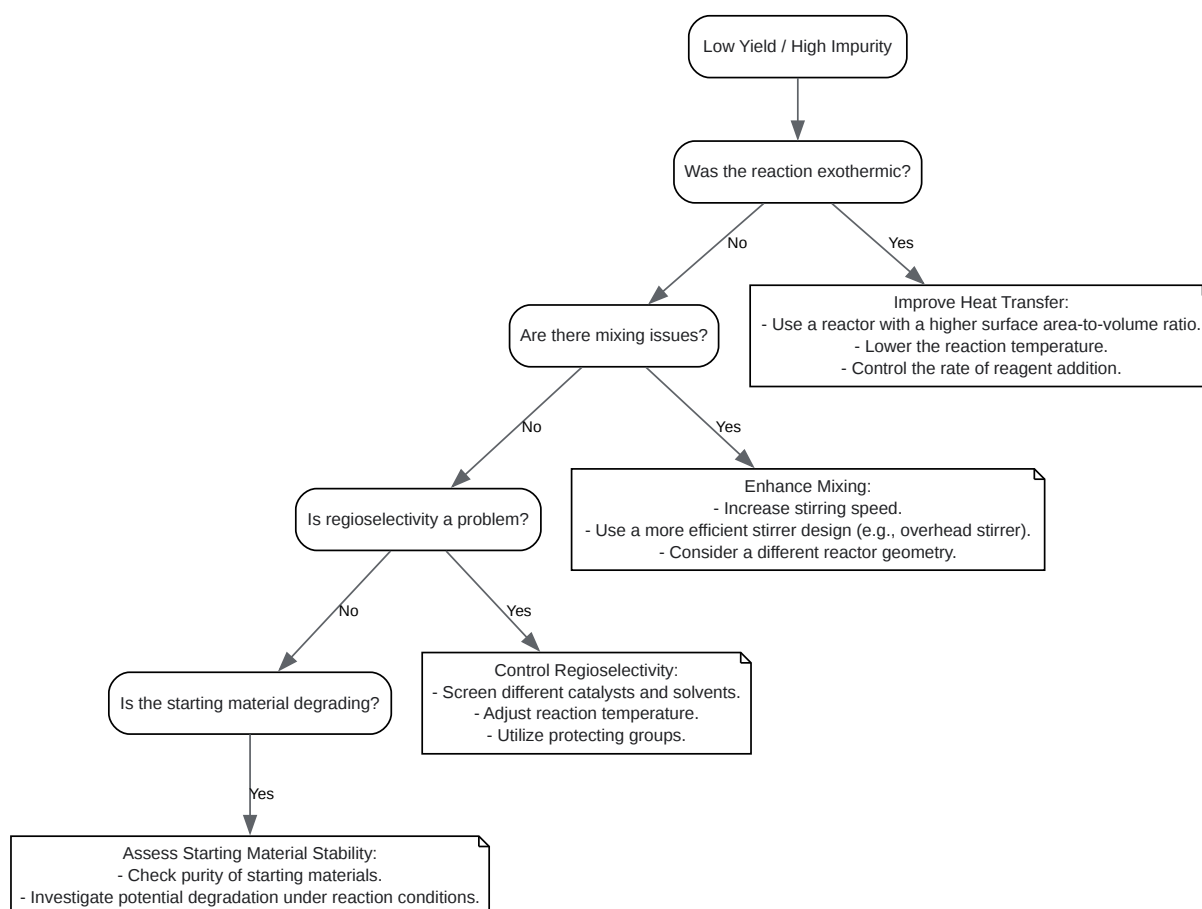 Low Yield / High Impurity
Was the reaction exothermic?
No
Yes
Improve Heat Transfer:
- Use a reactor with a higher surface area-to-volume ratio.
- Lower the reaction temperature.
- Control the rate of reagent addition.
Are there mixing issues?
No
Yes
Enhance Mixing:
- Increase stirring speed.
- Use a more efficient stirrer design (e.g., overhead stirrer).
- Consider a different reactor geometry.
Is regioselectivity a problem?
No
Yes
Control Regioselectivity:
- Screen different catalysts and solvents.
- Adjust reaction temperature.
- Utilize protecting groups.
Is the starting material degrading?
Yes
Assess Starting Material Stability:
- Check purity of starting materials.
- Investigate potential degradation under reaction conditions.